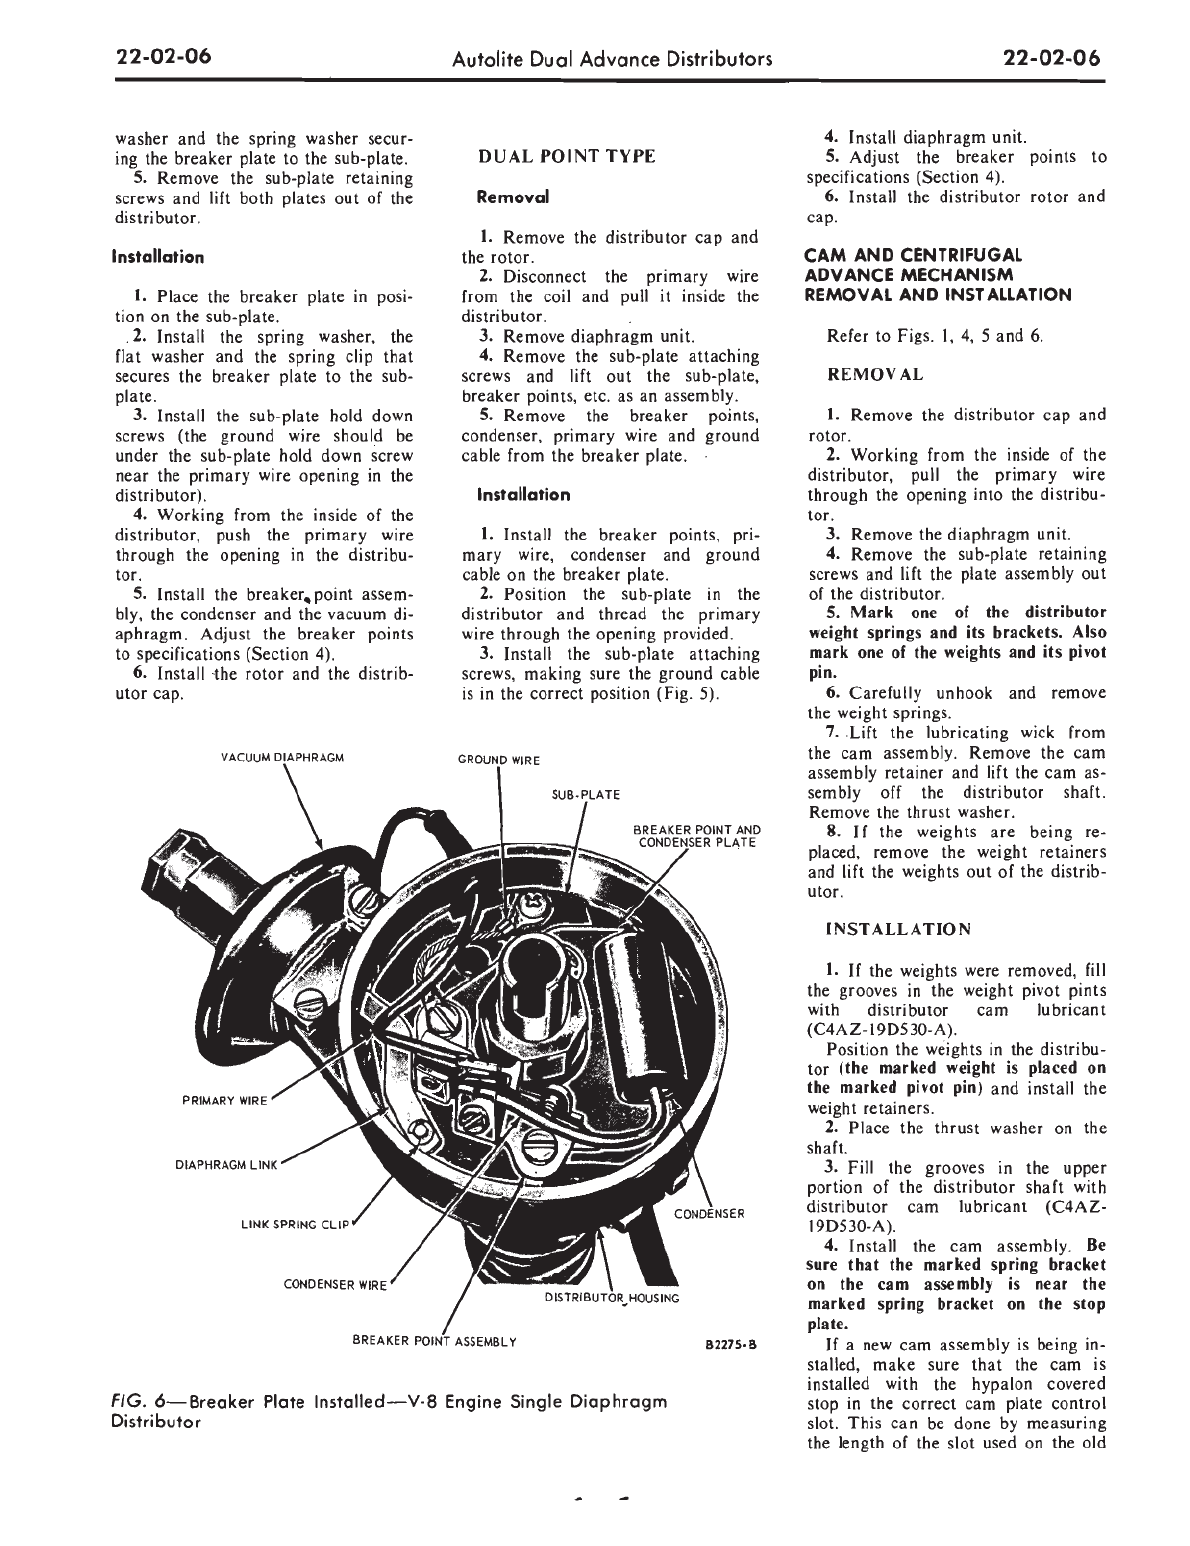 22-02-06
Autolite Dual Advance Distributors
22-02-06
washer and the spring washer secur-
ing the breaker plate to the sub-plate.
5. Remove the sub-plate retaining
screws and lift both plates out of the
distributor.
Installation
1. Place the breaker plate in posi-
tion on the sub-plate.
2. Install the spring washer, the
flat washer and the spring clip that
secures the breaker plate to the sub-
plate.
3. Install the sub-plate hold down
screws (the ground wire should be
under the sub-plate hold down screw
near the primary wire opening in the
distributor).
4. Working from the inside of the
distributor, push the primary wire
through the opening in the distribu-
tor.
5. Install the breaker point assem-
bly, the condenser and the vacuum di-
aphragm. Adjust the breaker points
to specifications (Section 4).
6. Install the rotor and the distrib-
utor cap.
DUAL POINT TYPE
Removal
1. Remove the distributor cap and
the rotor.
2. Disconnect the primary wire
from the coil and pull it inside the
distributor.
3. Remove diaphragm unit.
4. Remove the sub-plate attaching
screws and lift out the sub-plate,
breaker points, etc. as an assembly.
5. Remove the breaker points,
condenser, primary wire and ground
cable from the breaker plate.
Installation
1. Install the breaker points, pri-
mary wire, condenser and ground
cable on the breaker plate.
2. Position the sub-plate in the
distributor and thread the primary
wire through the opening provided.
3. Install the sub-plate attaching
screws, making sure the ground cable
is in the correct position (Fig. 5).
4. Install diaphragm unit.
5. Adjust the breaker points to
specifications (Section 4).
6. Install the distributor rotor and
cap.
CAM AND CENTRIFUGAL
ADVANCE MECHANISM
REMOVAL AND INSTALLATION
Refer to Figs. 1, 4, 5 and 6.
REMOVAL
1. Remove the distributor cap and
rotor.
2. Working from the inside of the
distributor, pull the primary wire
through the opening into the distribu-
tor.
3. Remove the diaphragm unit.
4. Remove the sub-plate retaining
screws and lift the plate assembly out
of the distributor.
5. Mark one of the distributor
weight springs and its brackets. Also
mark one of the weights and its pivot
pin.
6. Carefully unhook and remove
the weight springs.
7. Lift the lubricating wick from
the cam assembly. Remove the cam
assembly retainer and lift the cam as-
sembly off the distributor shaft.
Remove the thrust washer.
8. If the weights are being re-
placed, remove the weight retainers
and lift the weights out of the distrib-
utor.
INSTALLATION
1. If the weights were removed, fill
the grooves in the weight pivot pints
with distributor cam lubricant
(C4AZ-19D530-A).
Position the weights in the distribu-
tor (the marked weight is placed on
the marked pivot pin) and install the
weight retainers.
2. Place the thrust washer on the
shaft.
3. Fill the grooves in the upper
portion of the distributor shaft with
distributor cam lubricant (C4AZ-
19D530-A).
4. Install the cam assembly. Be
sure that the marked spring bracket
on the cam assembly is near the
marked spring bracket on the stop
plate.
If a new cam assembly is being in-
stalled, make sure that the cam is
installed with the hypalon covered
stop in the correct cam plate control
slot. This can be done by measuring
the length of the slot used on the old
VACUUM DIAPHRAGM
GROUND WIRE
SUB-PLATE
BREAKER POINT AND
CONDENSER PLATE
PRIMARY WIRE
DIAPHRAGM LINK
LINK SPRING CLIP
CONDENSER
CONDENSER WIRE
DISTRIBUTOR HOUSING
BREAKER POINT ASSEMBLY
B2275-B
FIG. 6—Breaker Plate Installed—V-8 Engine Single Diaphragm
Distributor